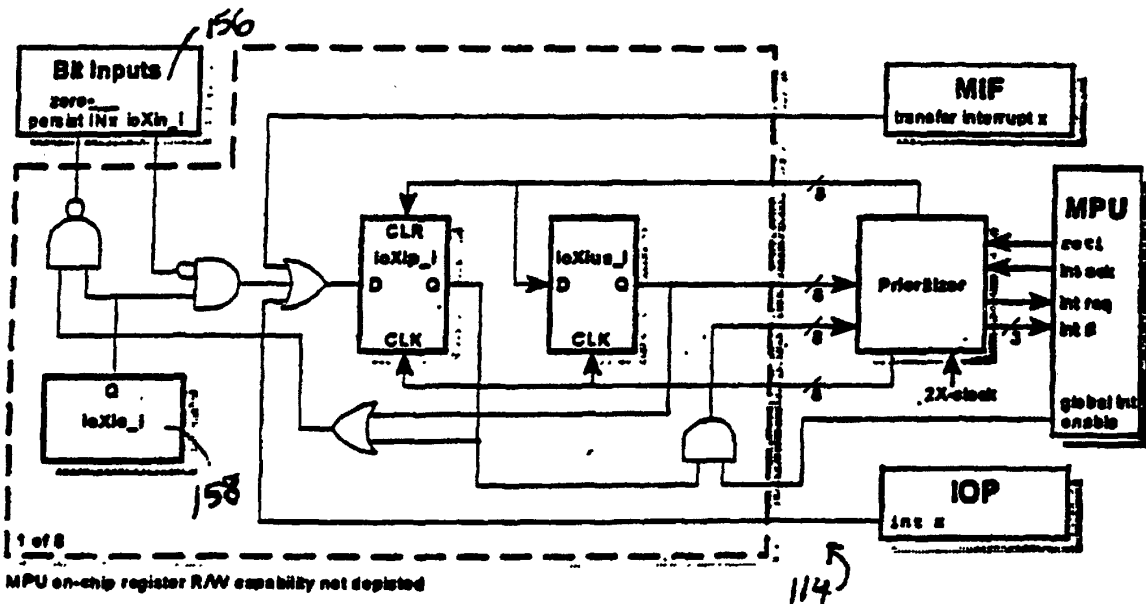 156
Bit Inputs
zero-
persist INx ioXin_i
MIF
transfer interrupt x
8
MPU
CLR
ioXip_i
D Q
CLK
ioXius_i
D Q
CLK
8
8
8
Prioritizer
reti
int ack
int req
int #
3
2X-clock
global int
enable
Q
ioXie_i
158
IOP
int x
1 of 8
114
MPU on-chip register R/W capability not depicted